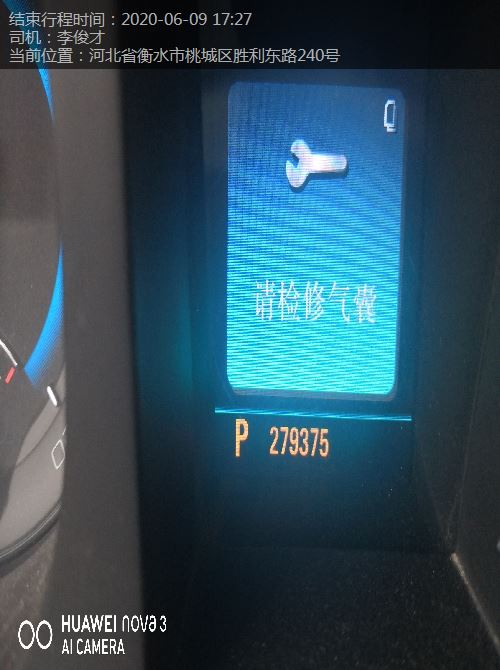 结束行程时间：2020-06-09 17:27
司机：李俊才
当前位置：河北省衡水市桃城区胜利东路240号
请检修气囊
P 279375
HUAWEI nova 3
AI CAMERA